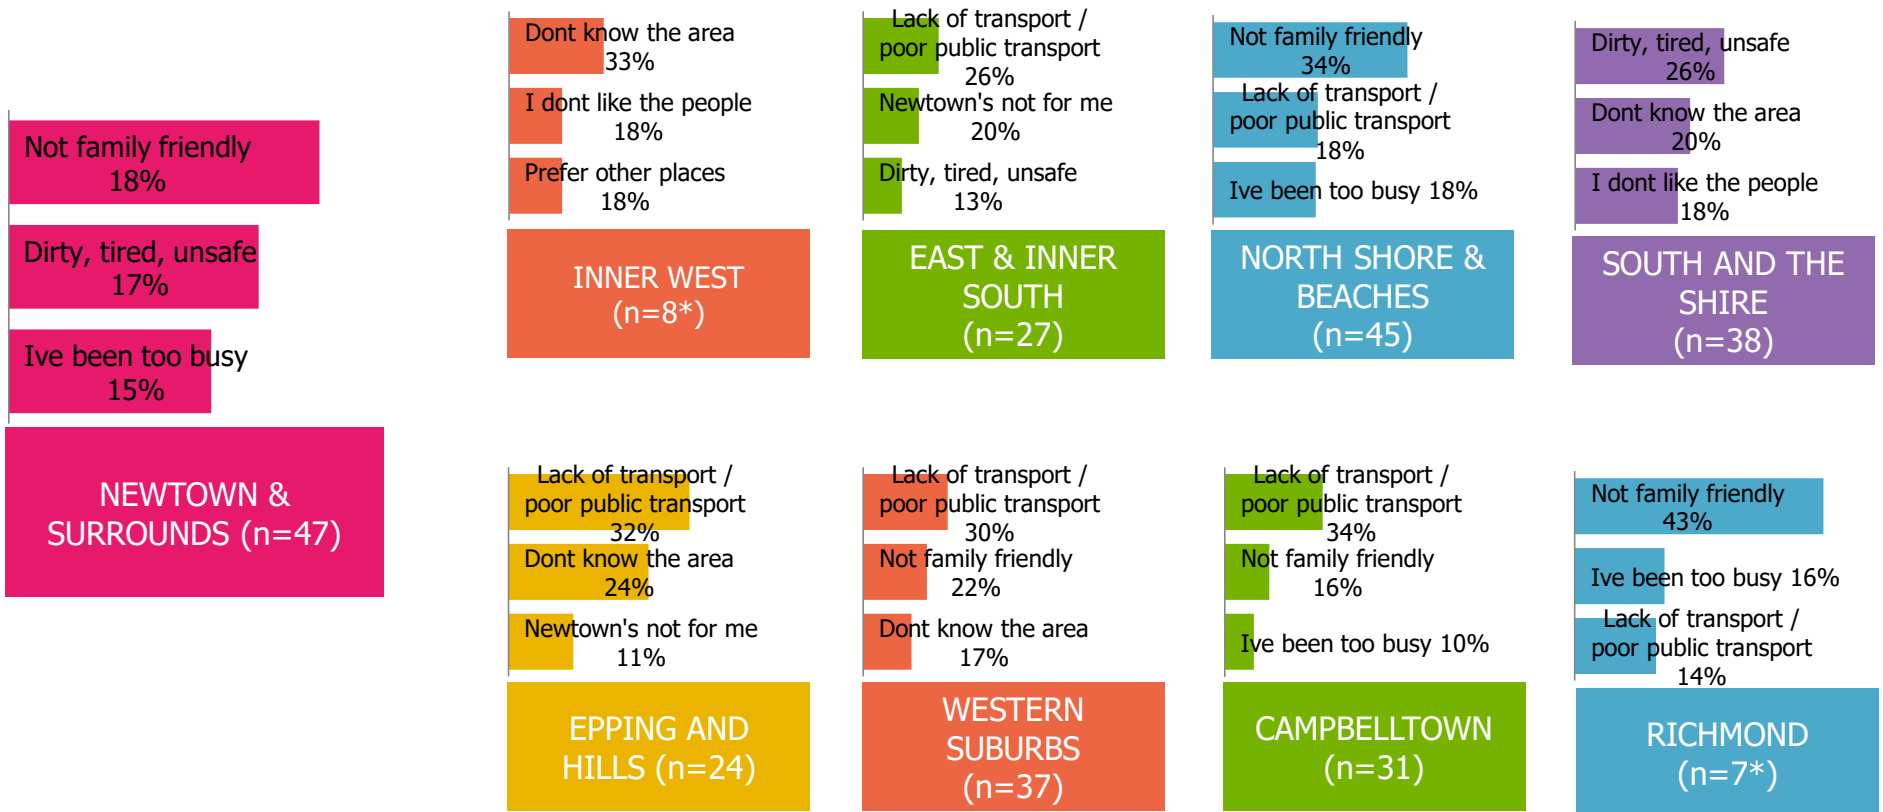 Not family friendly
18%
Dirty, tired, unsafe
17%
Ive been too busy
15%
NEWTOWN &
SURROUNDS (n=47)
Dont know the area
33%
I dont like the people
18%
Prefer other places
18%
INNER WEST
(n=8*)
Lack of transport /
poor public transport
26%
Newtown's not for me
20%
Dirty, tired, unsafe
13%
EAST & INNER
SOUTH
(n=27)
Not family friendly
34%
Lack of transport /
poor public transport
18%
Ive been too busy 18%
NORTH SHORE &
BEACHES
(n=45)
Dirty, tired, unsafe
26%
Dont know the area
20%
I dont like the people
18%
SOUTH AND THE
SHIRE
(n=38)
Lack of transport /
poor public transport
32%
Dont know the area
24%
Newtown's not for me
11%
EPPING AND
HILLS (n=24)
Lack of transport /
poor public transport
30%
Not family friendly
22%
Dont know the area
17%
WESTERN
SUBURBS
(n=37)
Lack of transport /
poor public transport
34%
Not family friendly
16%
Ive been too busy 10%
CAMPBELLTOWN
(n=31)
Not family friendly
43%
Ive been too busy 16%
Lack of transport /
poor public transport
14%
RICHMOND
(n=7*)